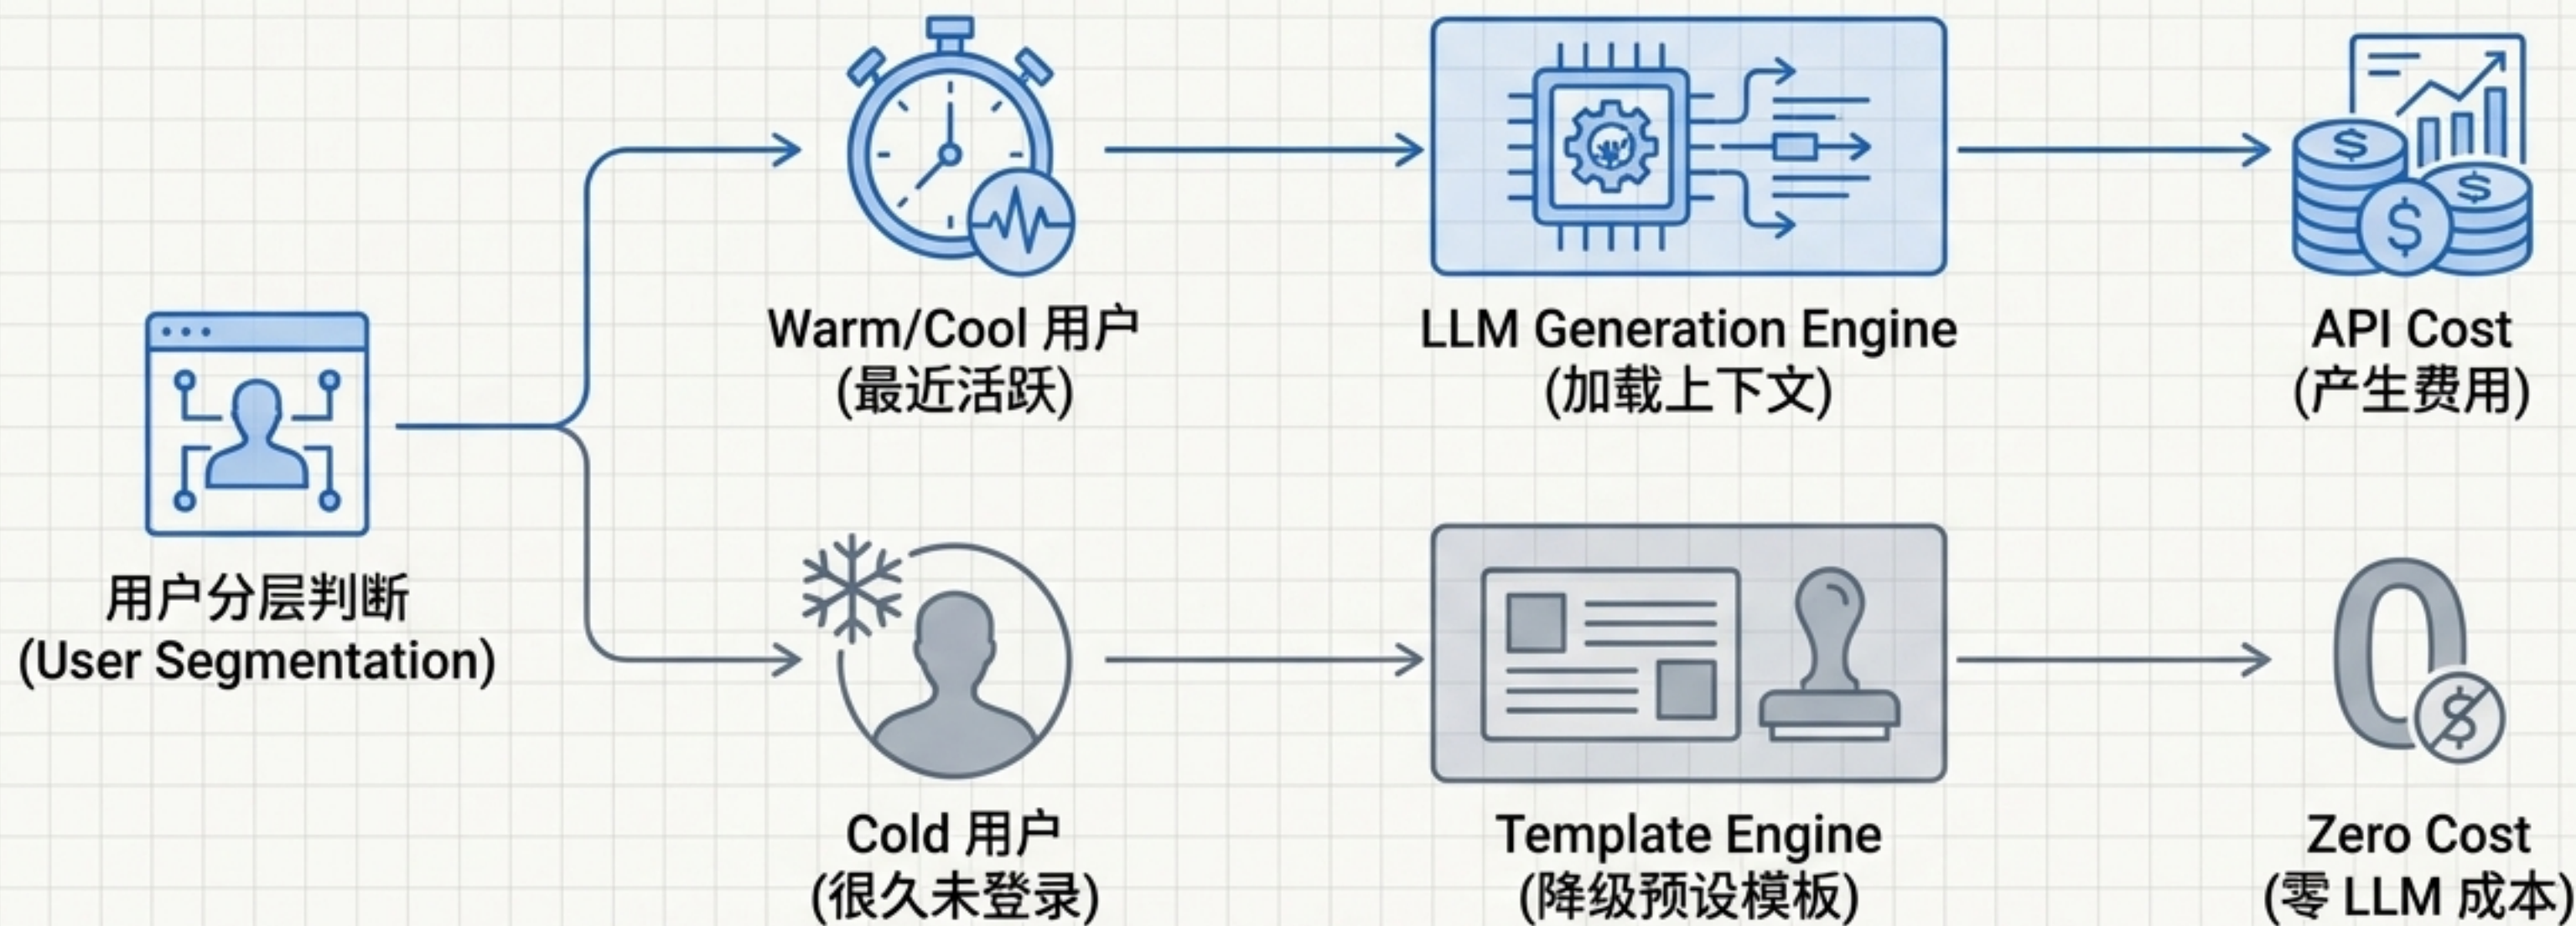 用户分层判断
(User Segmentation)
Warm/Cool 用户
(最近活跃)
LLM Generation Engine
(加载上下文)
API Cost
(产生费用)
Cold 用户
(很久未登录)
Template Engine
(降级预设模板)
0
Zero Cost
(零 LLM 成本)